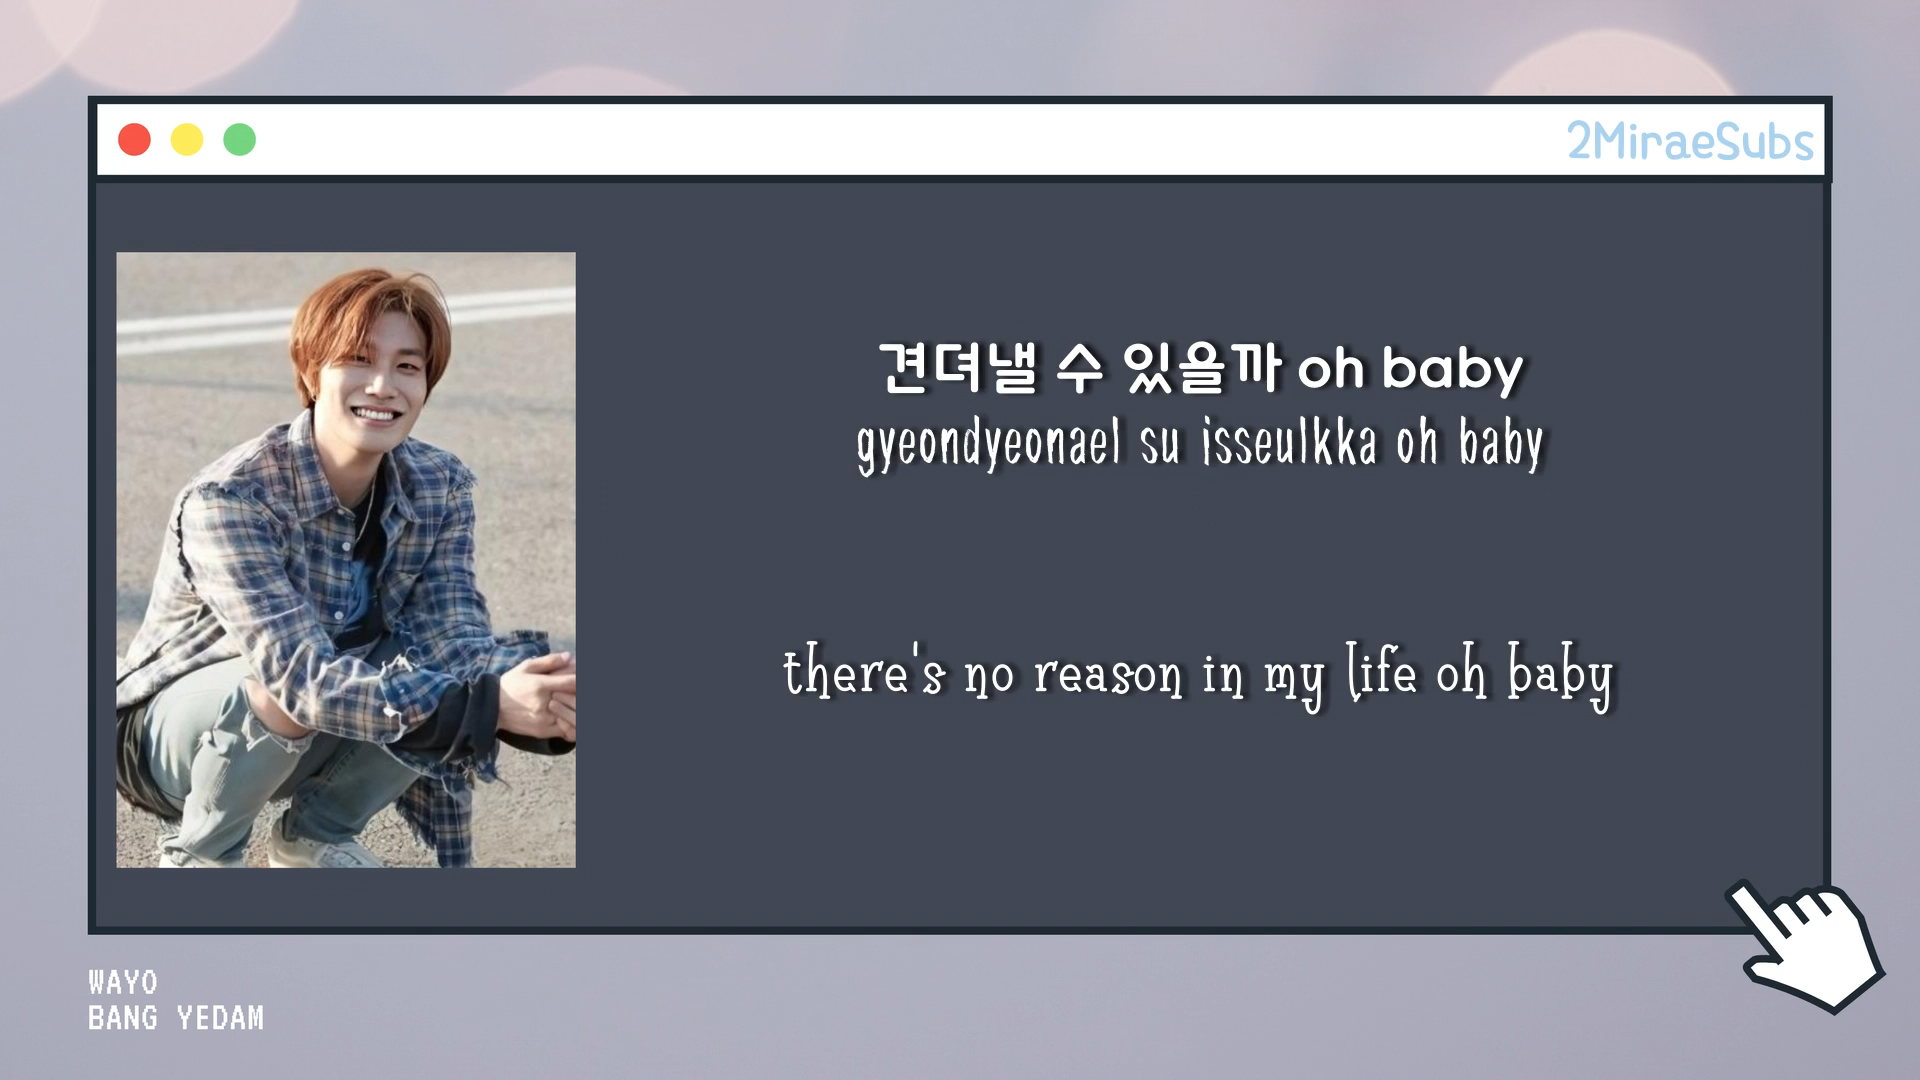 2MiraeSubs
견뎌낼 수 있을까 oh baby
gyeondyeonael su isseulkka oh baby
there's no reason in my life oh baby
WAYO
BANG YEDAM